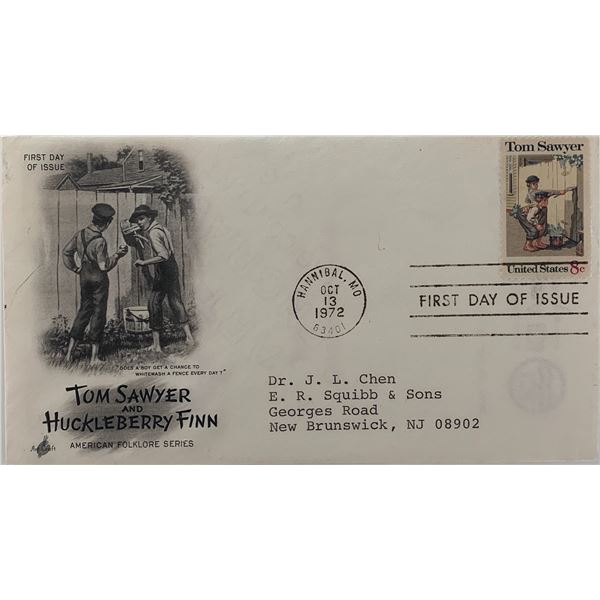 FIRST DAY
OF ISSUE
Tom Sawyer
United States 8c
HANNIBAL, MO
OCT
13
1972
63401
FIRST DAY OF ISSUE
"DOES A BOY GET A CHANCE TO
WHITEWASH A FENCE EVERY DAY?"
TOM SAWYER
AND
HUCKLEBERRY FINN
AMERICAN FOLKLORE SERIES
ArtCraft
Dr. J. L. Chen
E. R. Squibb & Sons
Georges Road
New Brunswick, NJ 08902